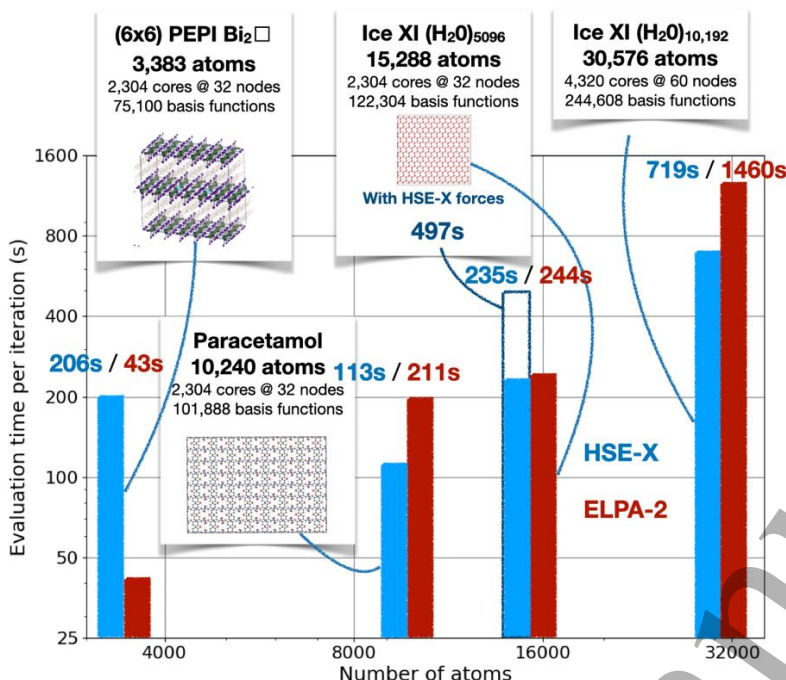 (6x6) PEPI Bi₂□
3,383 atoms
2,304 cores @ 32 nodes
75,100 basis functions
Ice XI (H₂0)₅₀₉₆
15,288 atoms
2,304 cores @ 32 nodes
122,304 basis functions
With HSE-X forces
497s
Ice XI (H₂0)₁₀,₁₉₂
30,576 atoms
4,320 cores @ 60 nodes
244,608 basis functions
Paracetamol
10,240 atoms
2,304 cores @ 32 nodes
101,888 basis functions
206s / 43s
113s / 211s
235s / 244s
719s / 1460s
HSE-X
ELPA-2
Evaluation time per iteration (s)
1600
800
400
200
100
50
25
4000
8000
16000
32000
Number of atoms